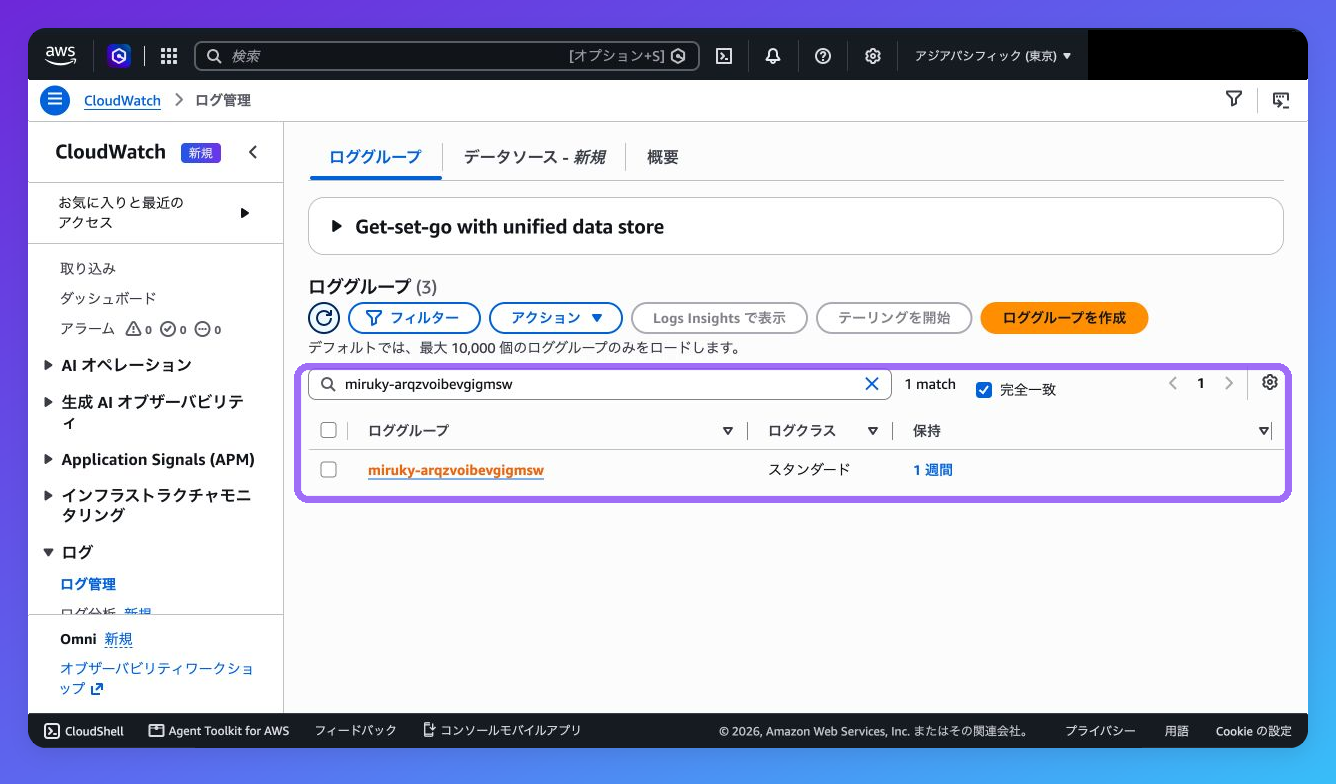 aws
検索
[オプション+S]
アジアパシフィック (東京)
CloudWatch
ログ管理
CloudWatch
新規
お気に入りと最近の
アクセス
取り込み
ダッシュボード
アラーム 0 0 0
AI オペレーション
生成 AI オブザーバビリテ
ィ
Application Signals (APM)
インフラストラクチャモニ
タリング
ログ
ログ管理
ログ分析 新規
Omni 新規
オブザーバビリティワークショ
ップ
ロググループ
データソース - 新規
概要
Get-set-go with unified data store
ロググループ (3)
フィルター
アクション
Logs Insights で表示
テーリングを開始
ロググループを作成
デフォルトでは、最大 10,000 個のロググループのみをロードします。
miruky-arqzvoibevgigmsw
1 match
完全一致
1
ロググループ
ログクラス
保持
miruky-arqzvoibevgigmsw
スタンダード
1 週間
CloudShell
Agent Toolkit for AWS
フィードバック
コンソールモバイルアプリ
© 2026, Amazon Web Services, Inc. またはその関連会社。
プライバシー
用語
Cookie の設定